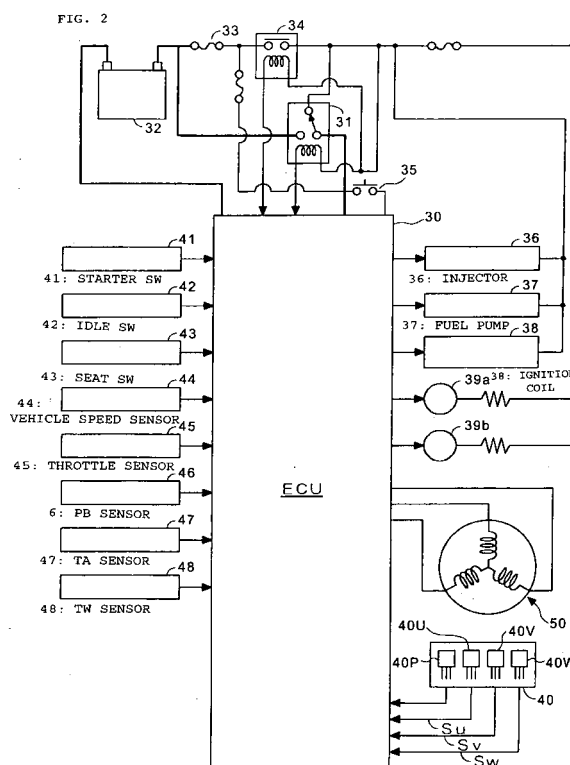 FIG. 2
33
34
31
32
35
30
41
41: STARTER SW
42
42: IDLE SW
43
43: SEAT SW
44
44:
VEHICLE SPEED SENSOR
45
45: THROTTLE SENSOR
46
6: PB SENSOR
47
47: TA SENSOR
48
48: TW SENSOR
ECU
36
36: INJECTOR
37
37: FUEL PUMP
38
38: IGNITION
COIL
39a
39b
50
40U
40V
40P
40W
40
Su
Sv
Sw